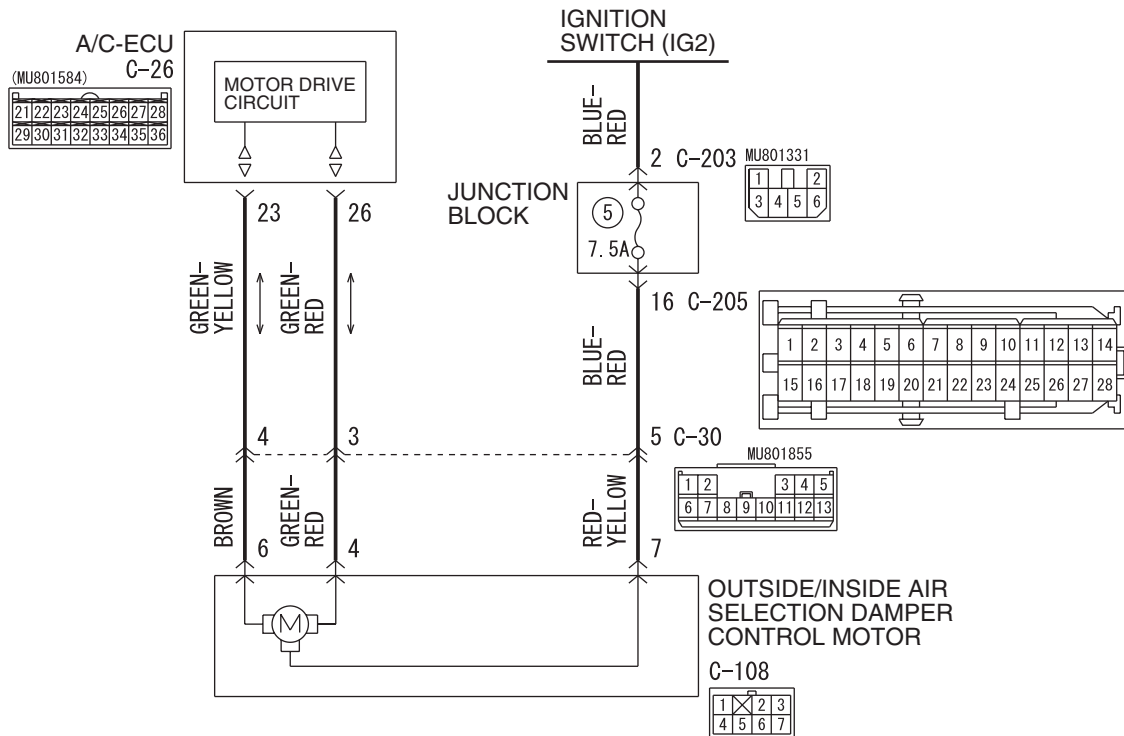 IGNITION
SWITCH (IG2)
A/C-ECU
C-26
(MU801584)
21 22 23 24 25 26 27 28
29 30 31 32 33 34 35 36
MOTOR DRIVE
CIRCUIT
BLUE-
RED
2 C-203 MU801331
1 2
3 4 5 6
JUNCTION
BLOCK
5
7.5A
23 26
GREEN-
YELLOW
GREEN-
RED
16 C-205
1 2 3 4 5 6 7 8 9 10 11 12 13 14
15 16 17 18 19 20 21 22 23 24 25 26 27 28
BLUE-
RED
4 3 5 C-30
MU801855
1 2 3 4 5
6 7 8 9 10 11 12 13
BROWN
GREEN-
RED
RED-
YELLOW
6 4 7
M
OUTSIDE/INSIDE AIR
SELECTION DAMPER
CONTROL MOTOR
C-108
1 2 3
4 5 6 7